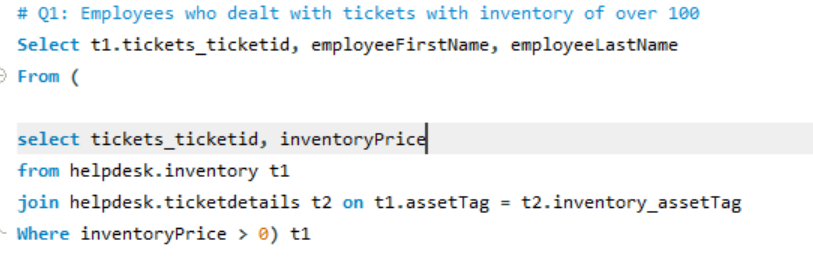 # Q1: Employees who dealt with tickets with inventory of over 100
Select t1.tickets_ticketid, employeeFirstName, employeeLastName
From (
select tickets_ticketid, inventoryPrice
from helpdesk.inventory t1
join helpdesk.ticketdetails t2 on t1.assetTag = t2.inventory_assetTag
Where inventoryPrice > 0) t1